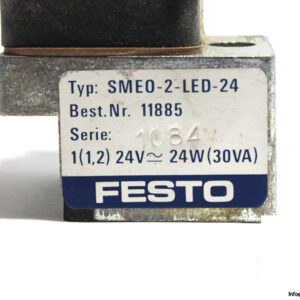 Typ: SMEO-2-LED-24
Best.Nr. 11885
Serie: 1084
1(1,2) 24V≂ 24W(30VA)
FESTO